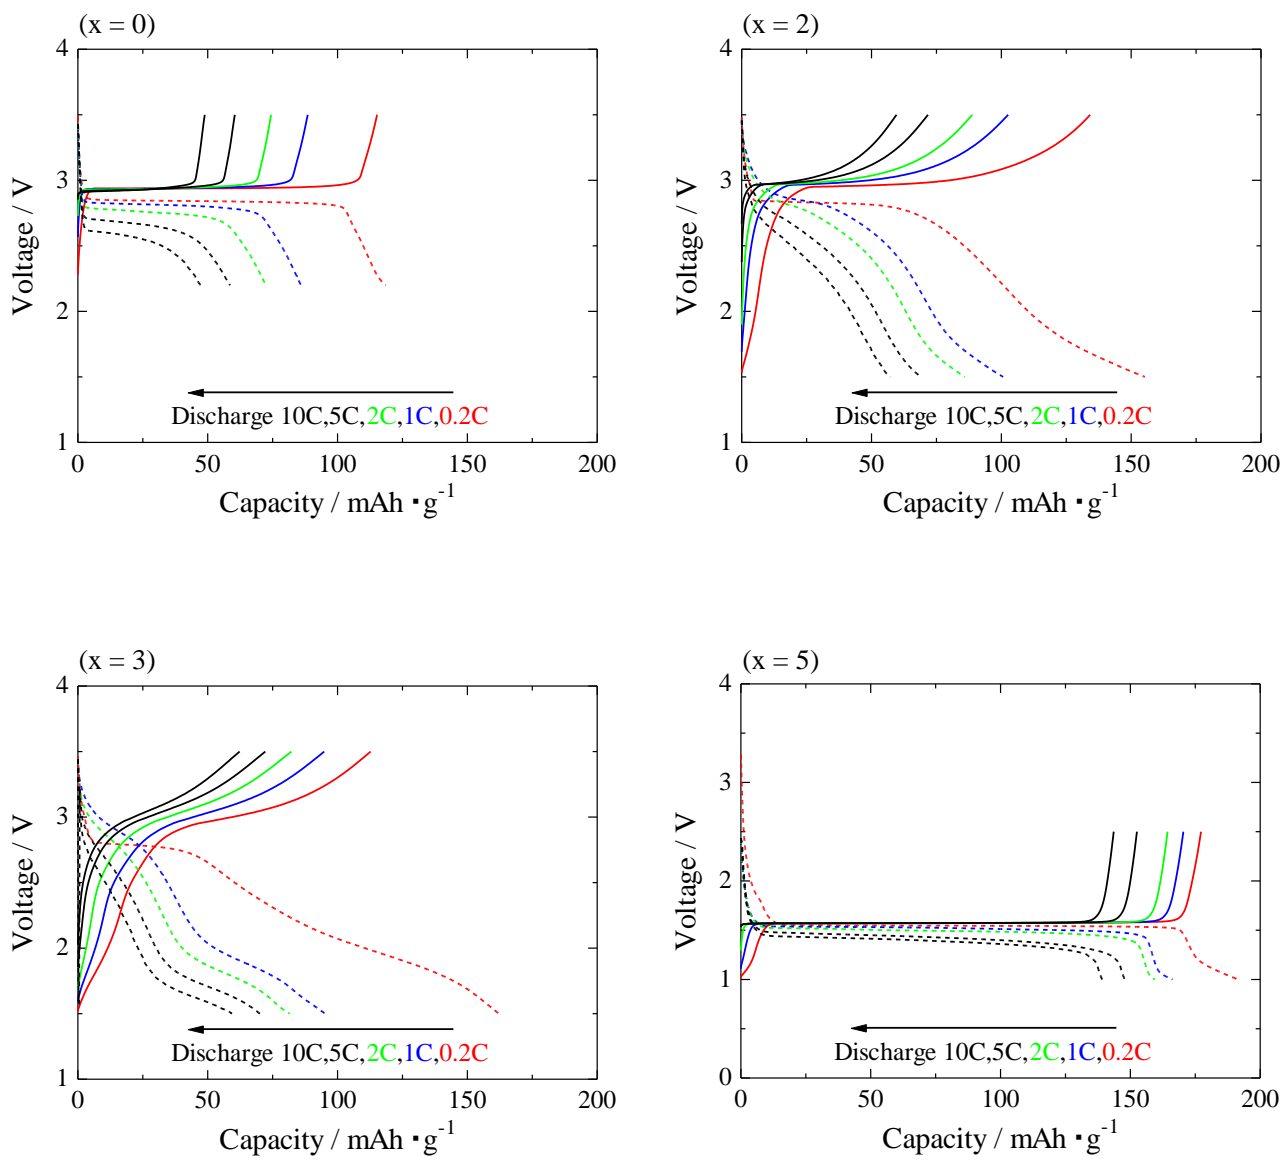 (x = 0)
4
3
2
1
Voltage / V
Discharge 10C,5C,2C,1C,0.2C
0 50 100 150 200
Capacity / mAh・g-1
(x = 2)
4
3
2
1
Voltage / V
Discharge 10C,5C,2C,1C,0.2C
0 50 100 150 200
Capacity / mAh・g-1
(x = 3)
4
3
2
1
Voltage / V
Discharge 10C,5C,2C,1C,0.2C
0 50 100 150 200
Capacity / mAh・g-1
(x = 5)
4
3
2
1
0
Voltage / V
Discharge 10C,5C,2C,1C,0.2C
0 50 100 150 200
Capacity / mAh・g-1